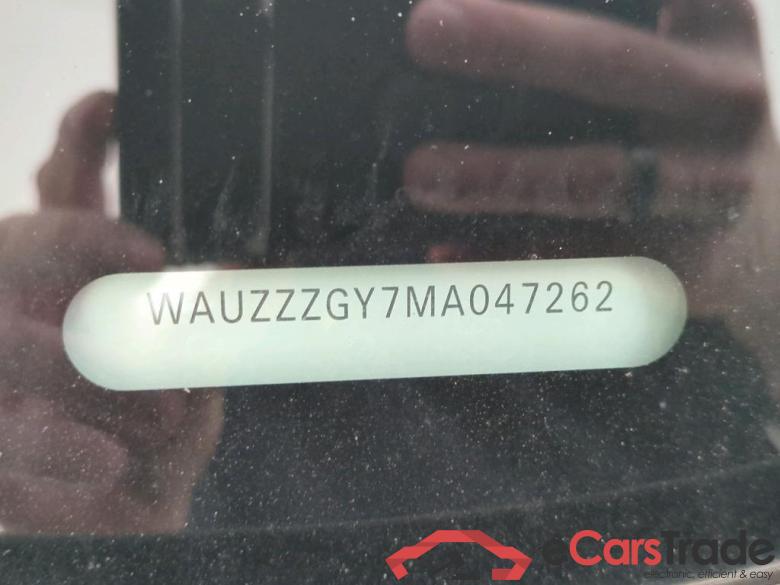 WAUZZZGY7MA047262
eCarsTrade
electronic, efficient & easy